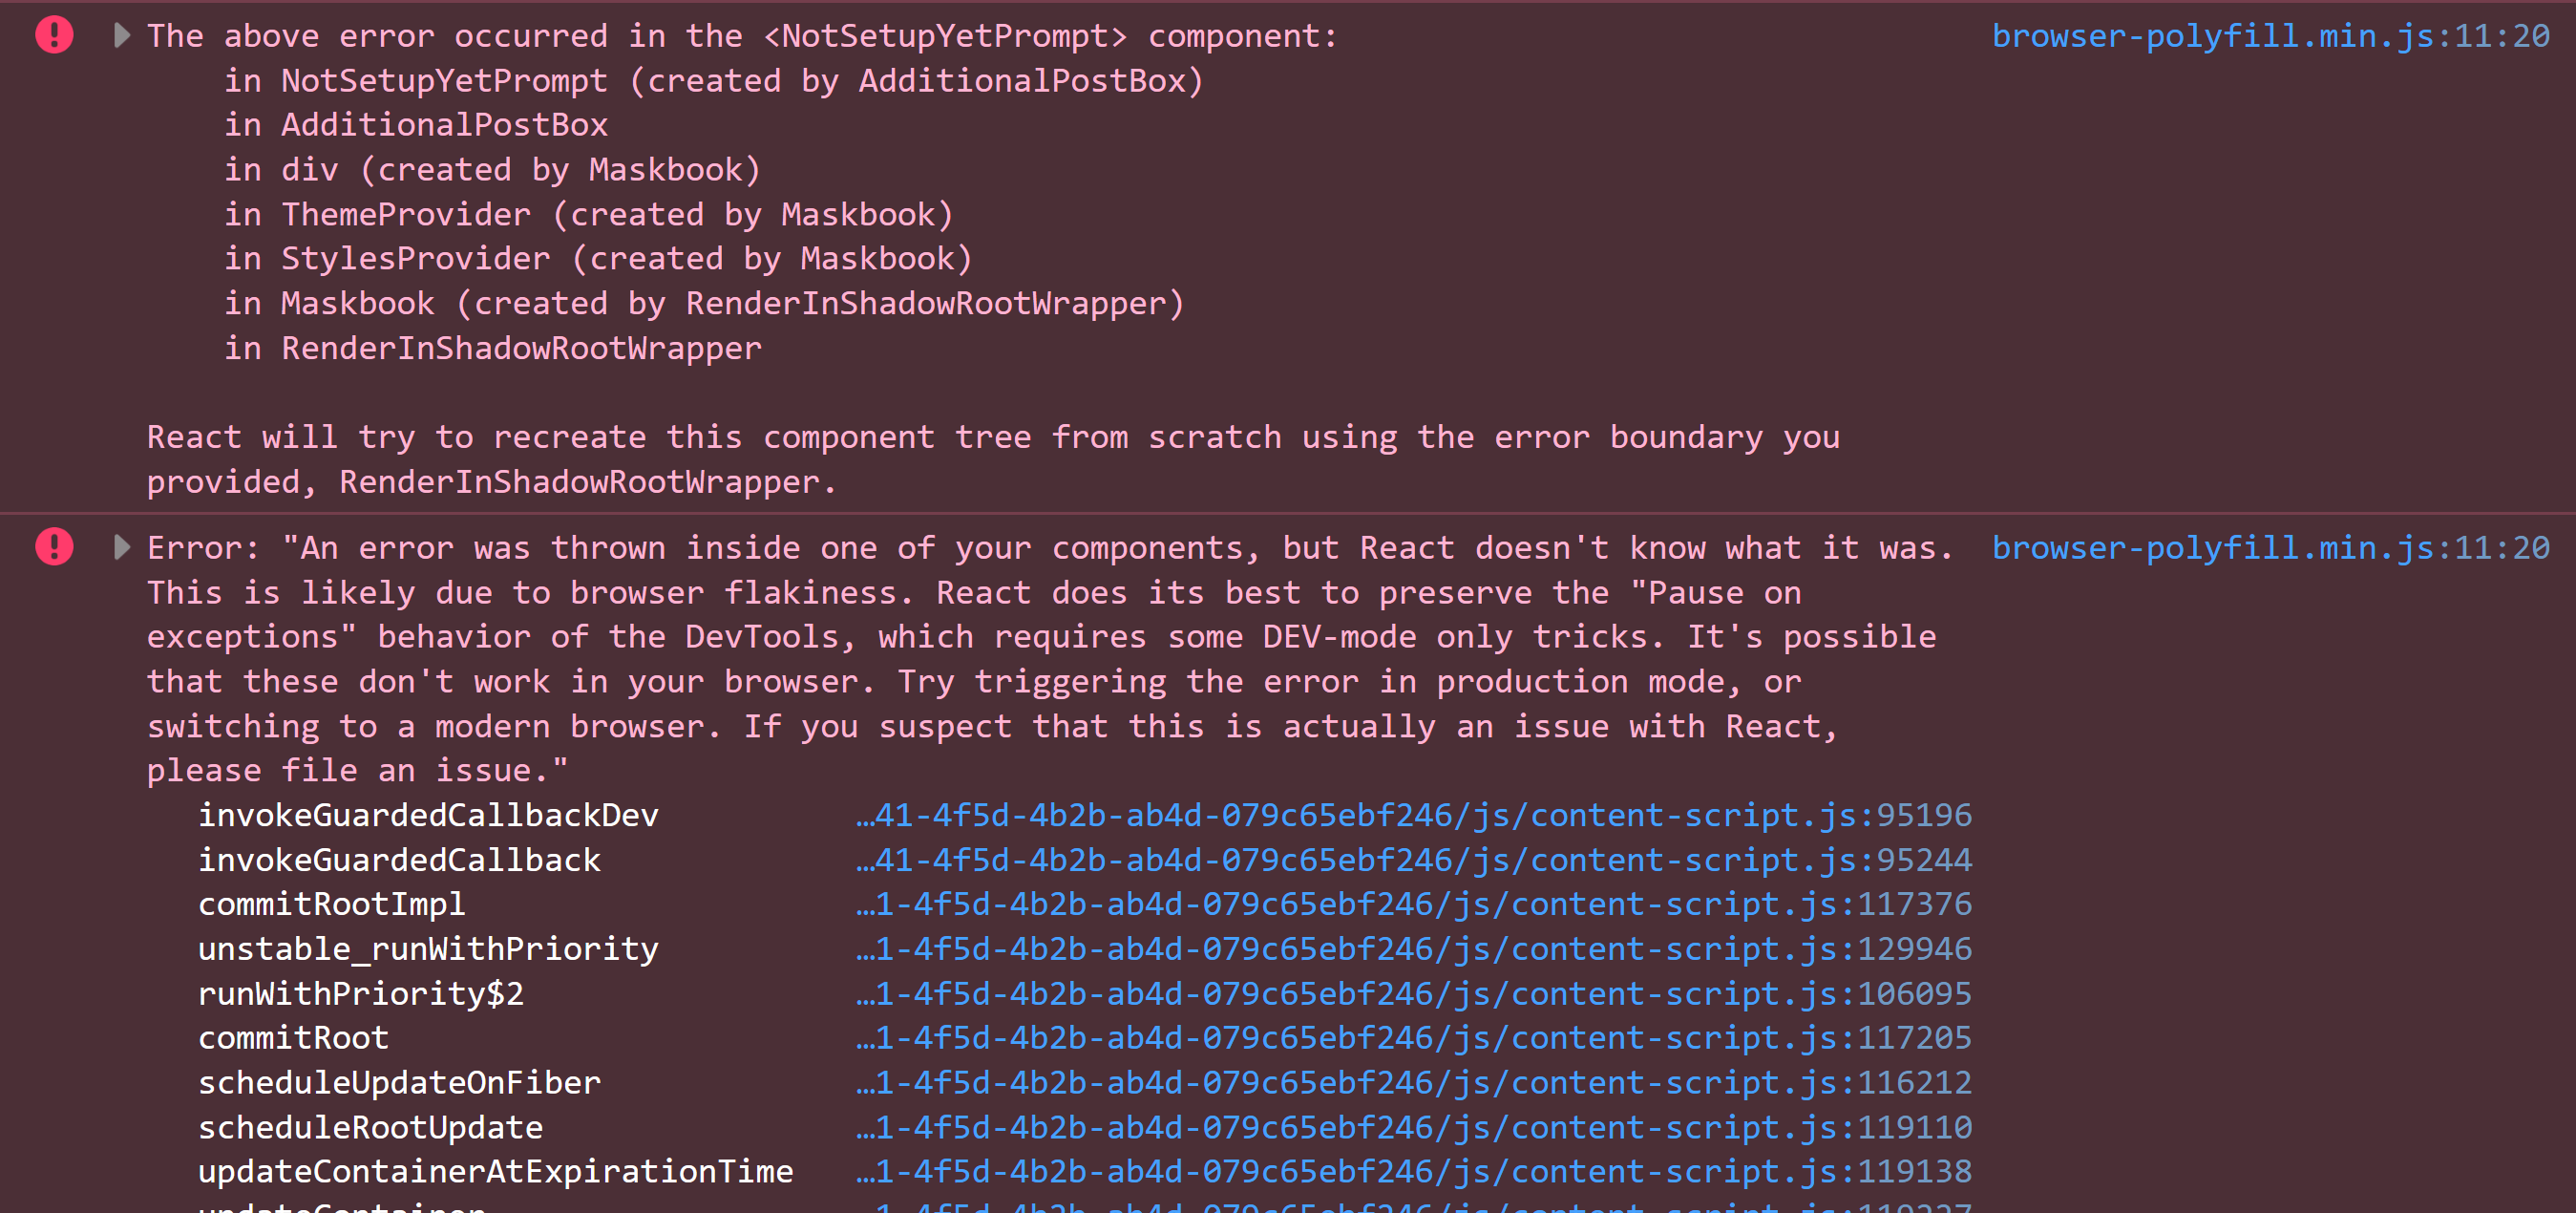 The above error occurred in the <NotSetupYetPrompt> component: browser-polyfill.min.js:11:20
in NotSetupYetPrompt (created by AdditionalPostBox)
in AdditionalPostBox
in div (created by Maskbook)
in ThemeProvider (created by Maskbook)
in StylesProvider (created by Maskbook)
in Maskbook (created by RenderInShadowRootWrapper)
in RenderInShadowRootWrapper
React will try to recreate this component tree from scratch using the error boundary you
provided, RenderInShadowRootWrapper.
Error: "An error was thrown inside one of your components, but React doesn't know what it was. browser-polyfill.min.js:11:20
This is likely due to browser flakiness. React does its best to preserve the "Pause on
exceptions" behavior of the DevTools, which requires some DEV-mode only tricks. It's possible
that these don't work in your browser. Try triggering the error in production mode, or
switching to a modern browser. If you suspect that this is actually an issue with React,
please file an issue."
invokeGuardedCallbackDev …41-4f5d-4b2b-ab4d-079c65ebf246/js/content-script.js:95196
invokeGuardedCallback …41-4f5d-4b2b-ab4d-079c65ebf246/js/content-script.js:95244
commitRootImpl …1-4f5d-4b2b-ab4d-079c65ebf246/js/content-script.js:117376
unstable_runWithPriority …1-4f5d-4b2b-ab4d-079c65ebf246/js/content-script.js:129946
runWithPriority$2 …1-4f5d-4b2b-ab4d-079c65ebf246/js/content-script.js:106095
commitRoot …1-4f5d-4b2b-ab4d-079c65ebf246/js/content-script.js:117205
scheduleUpdateOnFiber …1-4f5d-4b2b-ab4d-079c65ebf246/js/content-script.js:116212
scheduleRootUpdate …1-4f5d-4b2b-ab4d-079c65ebf246/js/content-script.js:119110
updateContainerAtExpirationTime …1-4f5d-4b2b-ab4d-079c65ebf246/js/content-script.js:119138